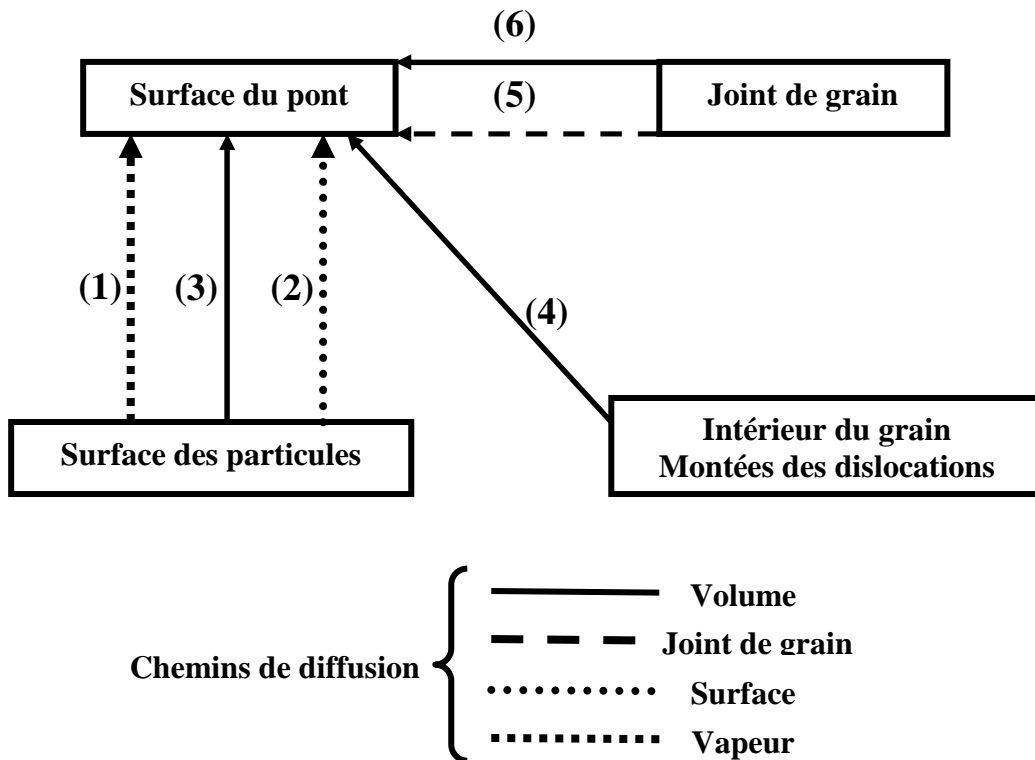 (6)
Surface du pont
(5)
Joint de grain
(1)
(3)
(2)
(4)
Surface des particules
Intérieur du grain
Montées des dislocations
Chemins de diffusion
Volume
Joint de grain
Surface
Vapeur